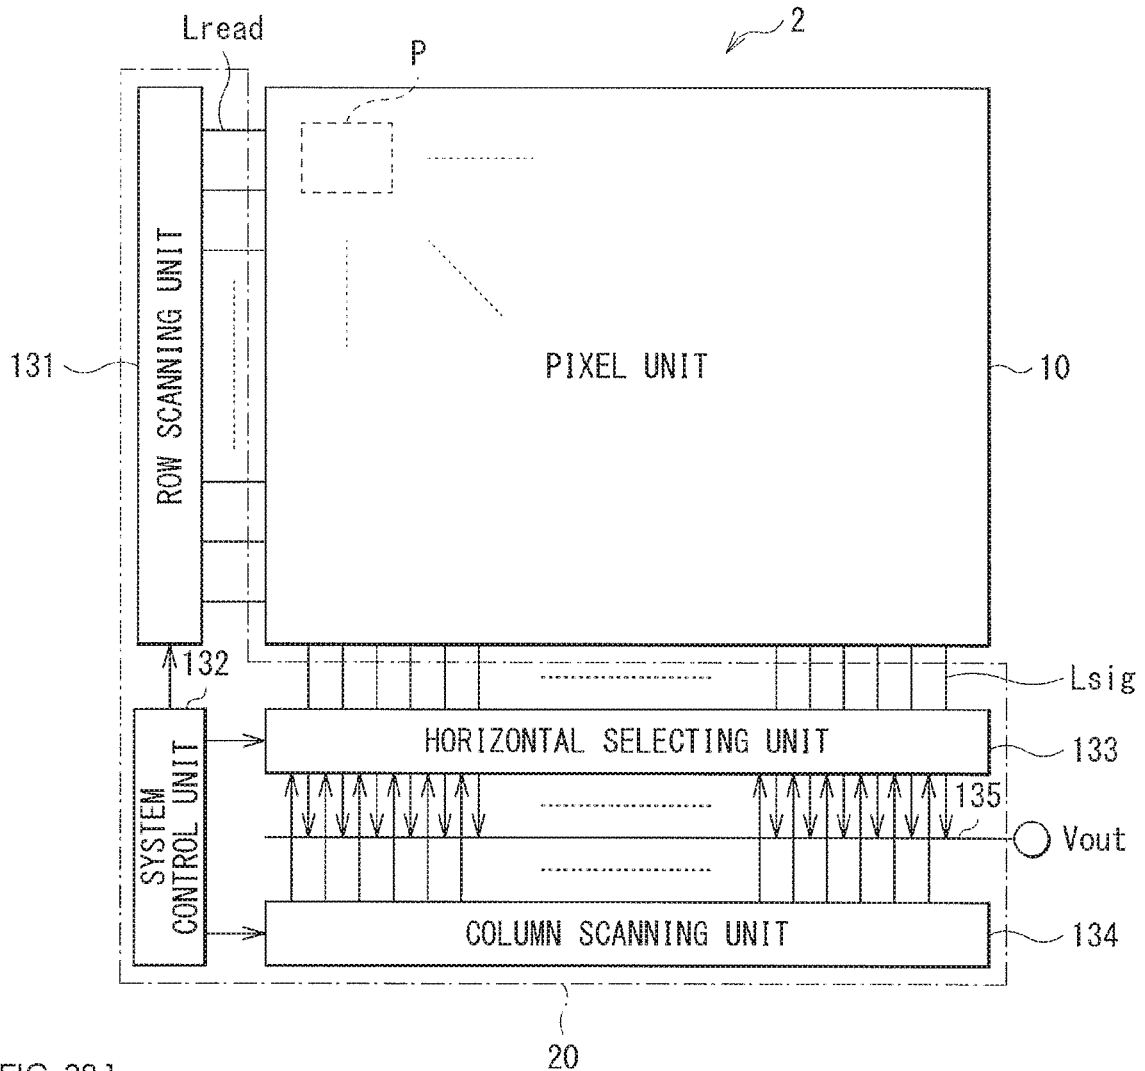 Lread
P
2
ROW SCANNING UNIT
131
PIXEL UNIT
10
132
Lsig
HORIZONTAL SELECTING UNIT
133
SYSTEM
CONTROL UNIT
135
Vout
COLUMN SCANNING UNIT
134
20